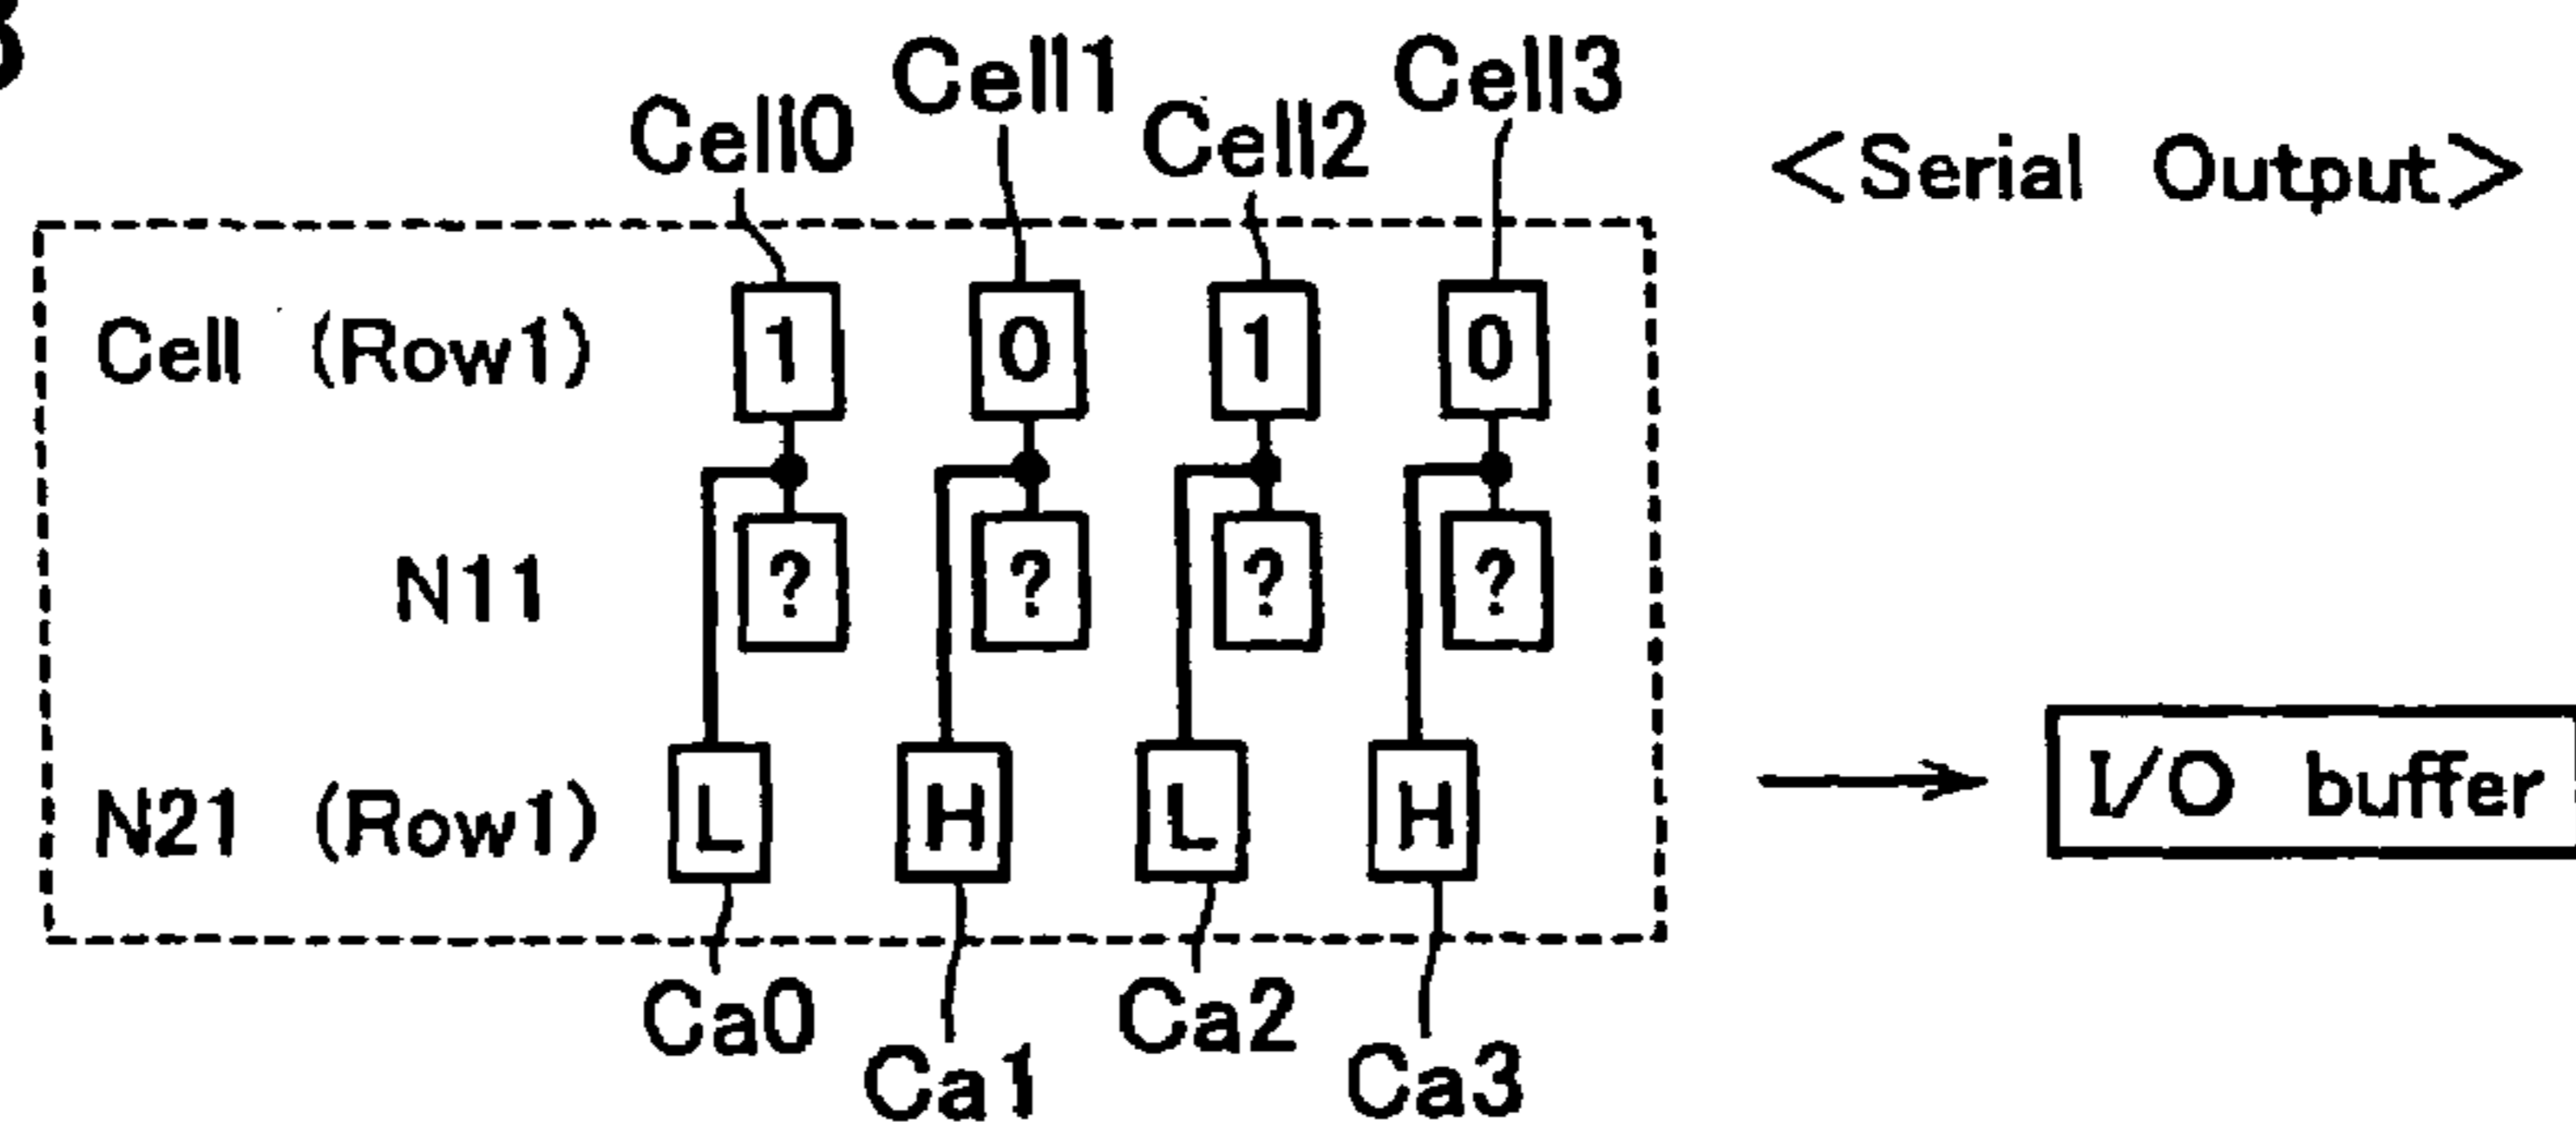 Cell0 Cell1 Cell2 Cell3
<Serial Output>
Cell (Row1) 1 0 1 0
N11 ? ? ? ?
N21 (Row1) L H L H
I/O buffer
Ca0 Ca1 Ca2 Ca3